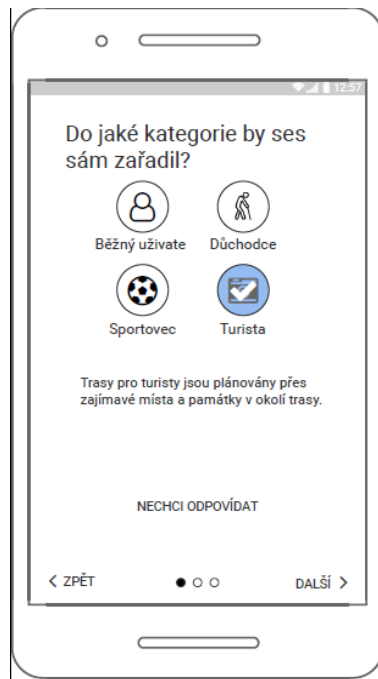 12:57
Do jaké kategorie by ses
sám zařadil?
Běžný uživate
Důchodce
Sportovec
Turista
Trasy pro turisty jsou plánovány přes
zajímavé místa a památky v okolí trasy.
NECHCI ODPOVÍDAT
ZPĚT
DALŠÍ